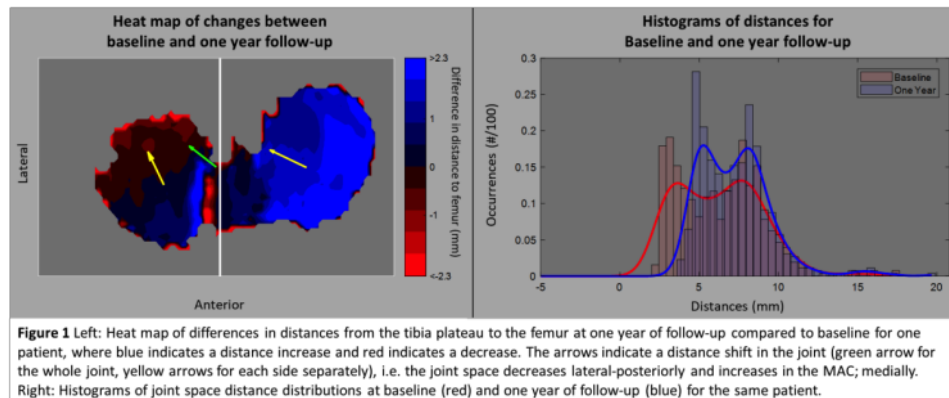 Heat map of changes between
baseline and one year follow-up
Lateral
Anterior
>2.3
1
0
-1
<-2.3
Difference in distance to femur (mm)
Histograms of distances for
Baseline and one year follow-up
Baseline
One Year
Occurrences (#/100)
0.3
0.25
0.2
0.15
0.1
0.05
0
-5
0
5
10
15
20
Distances (mm)
Figure 1 Left: Heat map of differences in distances from the tibia plateau to the femur at one year of follow-up compared to baseline for one
patient, where blue indicates a distance increase and red indicates a decrease. The arrows indicate a distance shift in the joint (green arrow for
the whole joint, yellow arrows for each side separately), i.e. the joint space decreases lateral-posteriorly and increases in the MAC; medially.
Right: Histograms of joint space distance distributions at baseline (red) and one year of follow-up (blue) for the same patient.